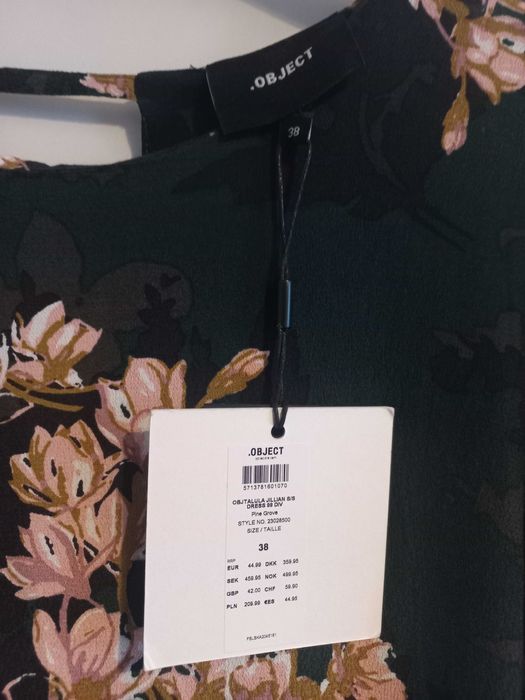 .OBJECT
38
.OBJECT
5713781601070
OBJTALULA JILLIAN S/S
DRESS 99 DIV
Pine Grove
STYLE NO. 23028500
SIZE / TAILLE
38
RSP
EUR 44.99 DKK 359.95
SEK 459.95 NOK 499.95
GBP 42.00 CHF 59.90
PLN 209.99 €ES 44.95